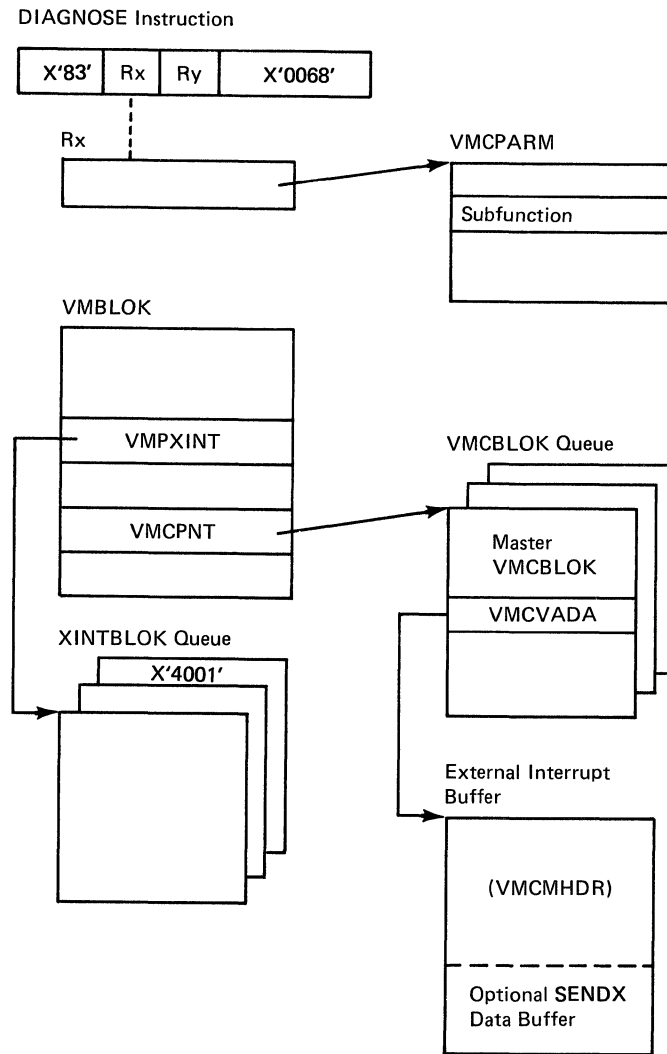 DIAGNOSE Instruction
X'83' Rx Ry X'0068'
Rx
VMCPARM
Subfunction
VMBLOK
VMPXINT
VMCPNT
VMCBLOK Queue
Master
VMCBLOK
VMCVADA
XINTBLOK Queue
X'4001'
External Interrupt
Buffer
(VMCMHDR)
Optional SENDX
Data Buffer